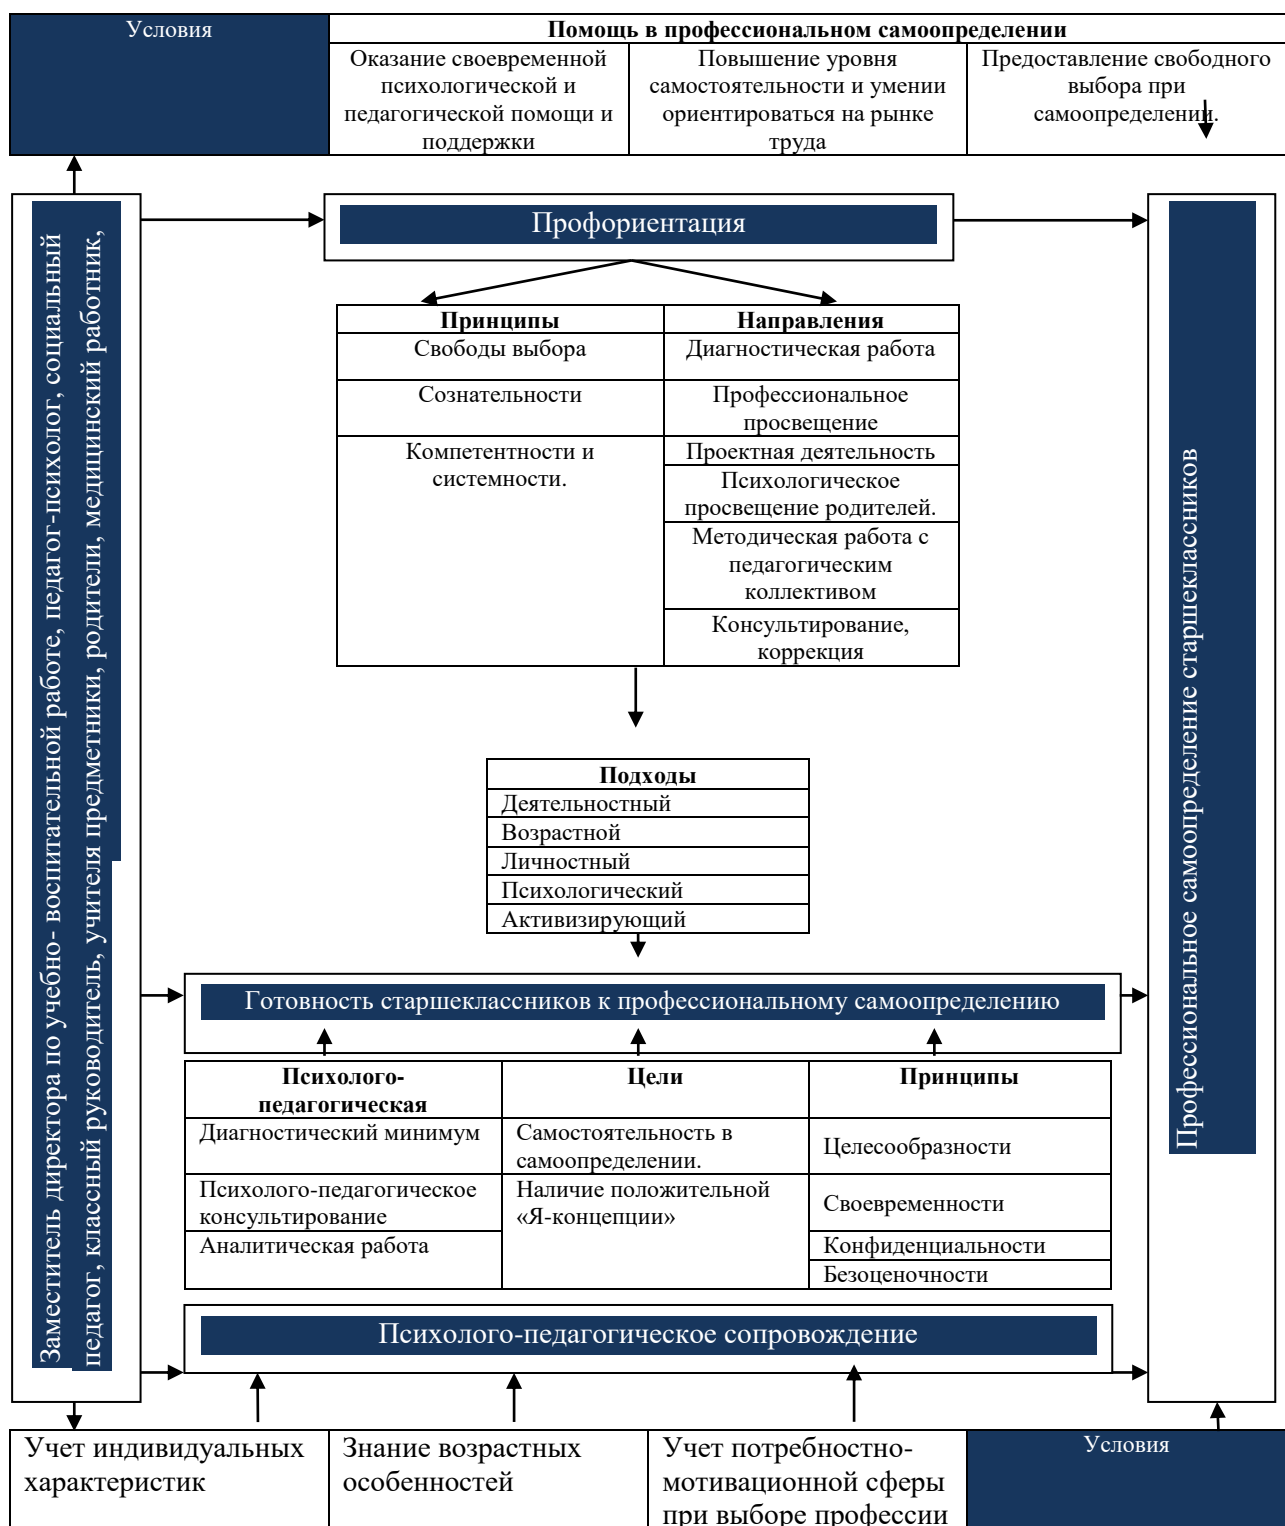 Условия
Помощь в профессиональном самоопределении
Оказание своевременной
психологической и
педагогической помощи и
поддержки
Повышение уровня
самостоятельности и умении
ориентироваться на рынке
труда
Предоставление свободного
выбора при
самоопределении.
Заместитель директора по учебно- воспитательной работе, педагог-психолог, социальный
педагог, классный руководитель, учителя предметники, родители, медицинский работник,
Профориентация
Принципы
Свободы выбора
Сознательности
Компетентности и
системности.
Направления
Диагностическая работа
Профессиональное
просвещение
Проектная деятельность
Психологическое
просвещение родителей.
Методическая работа с
педагогическим
коллективом
Консультирование,
коррекция
Подходы
Деятельностный
Возрастной
Личностный
Психологический
Активизирующий
Готовность старшеклассников к профессиональному самоопределению
Психолого-
педагогическая
Диагностический минимум
Психолого-педагогическое
консультирование
Аналитическая работа
Цели
Самостоятельность в
самоопределении.
Наличие положительной
«Я-концепции»
Принципы
Целесообразности
Своевременности
Конфиденциальности
Безоценочности
Психолого-педагогическое сопровождение
Профессиональное самоопределение старшеклассников
Учет индивидуальных
характеристик
Знание возрастных
особенностей
Учет потребностно-
мотивационной сферы
при выборе профессии
Условия